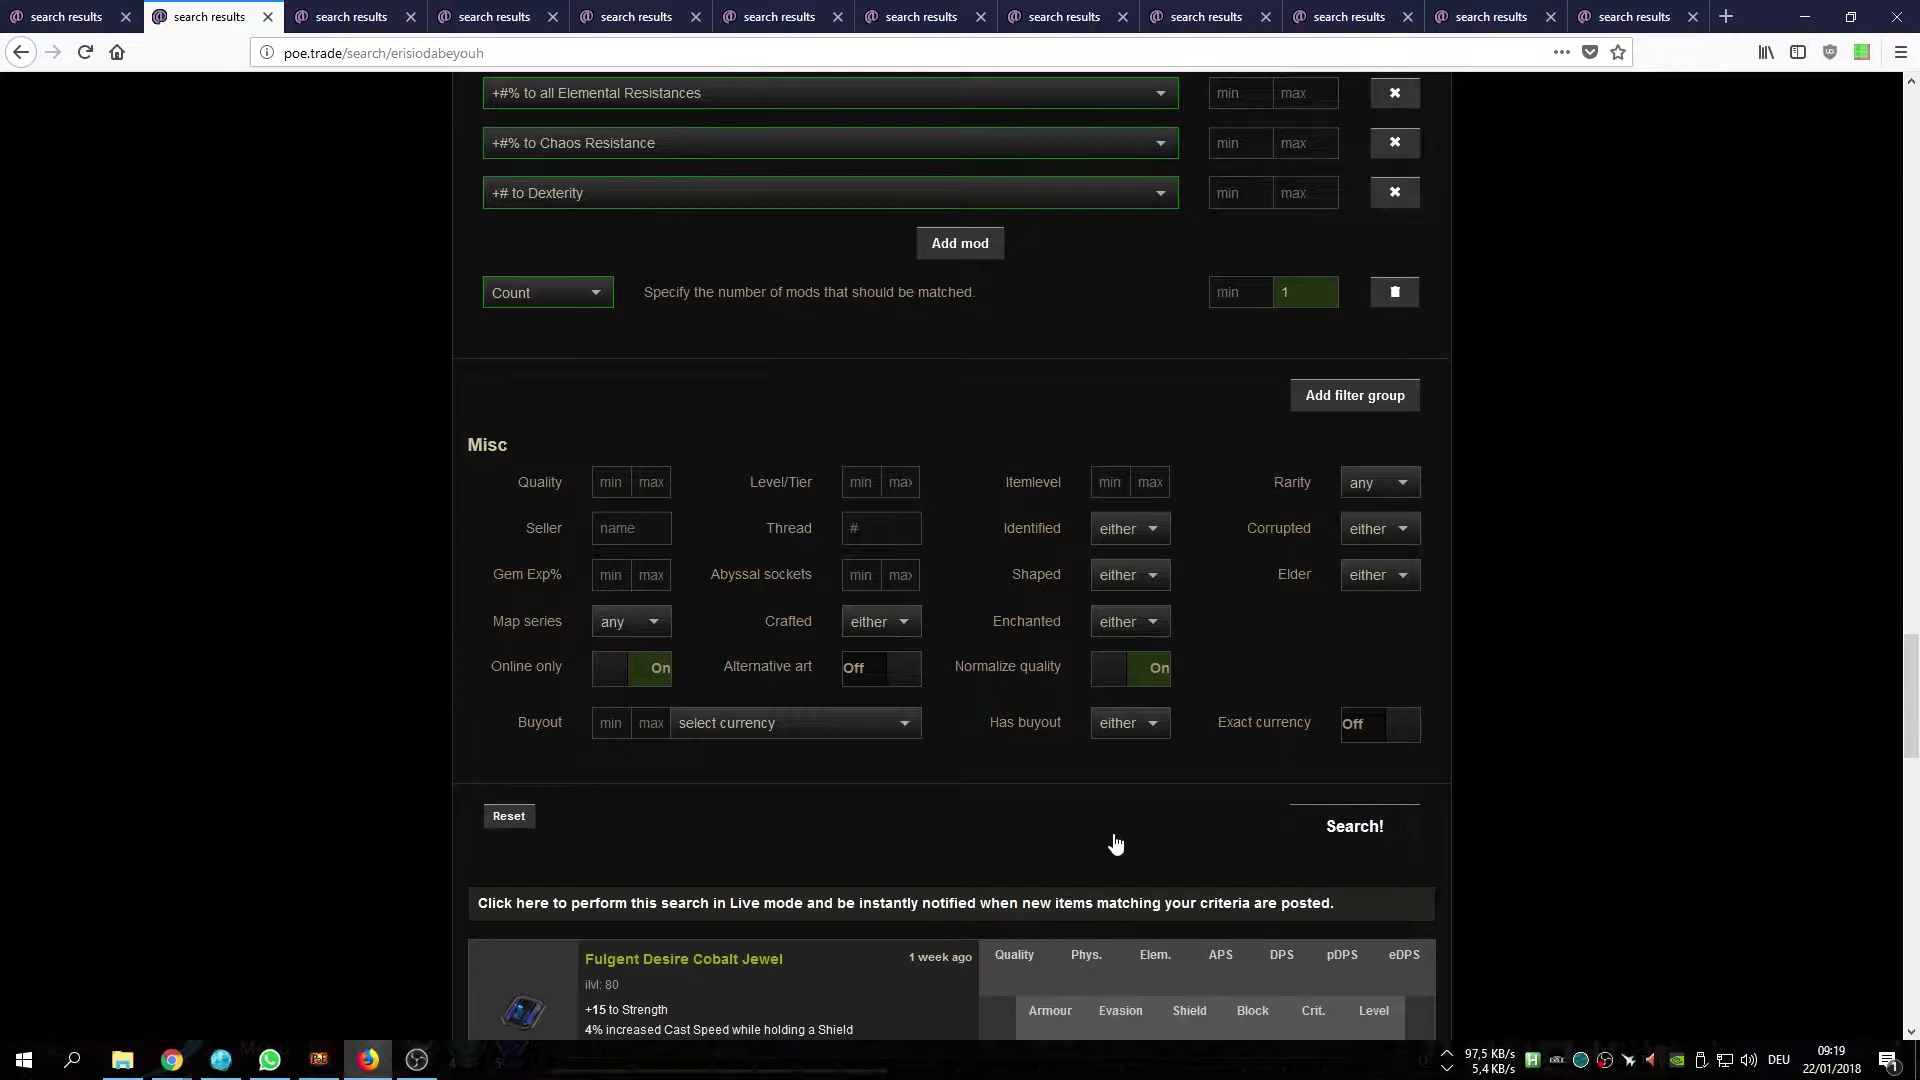 search results search results search results search results search results search results search results search results search results search results search results search results
poe.trade/search/erisiodabeyouh
+#% to all Elemental Resistances min max
+#% to Chaos Resistance min max
+# to Dexterity min max
Add mod
Count Specify the number of mods that should be matched. min 1
Add filter group
Misc
Quality min max Level/Tier min max Itemlevel min max Rarity any
Seller name Thread # Identified either Corrupted either
Gem Exp% min max Abyssal sockets min max Shaped either Elder either
Map series any Crafted either Enchanted either
Online only On Alternative art Off Normalize quality On
Buyout min max select currency Has buyout either Exact currency Off
Reset Search!
Click here to perform this search in Live mode and be instantly notified when new items matching your criteria are posted.
Fulgent Desire Cobalt Jewel 1 week ago Quality Phys. Elem. APS DPS pDPS eDPS
ilvl: 80
+15 to Strength Armour Evasion Shield Block Crit. Level
4% increased Cast Speed while holding a Shield
97,5 KB/s
5,4 KB/s
DEU
09:19
22/01/2018